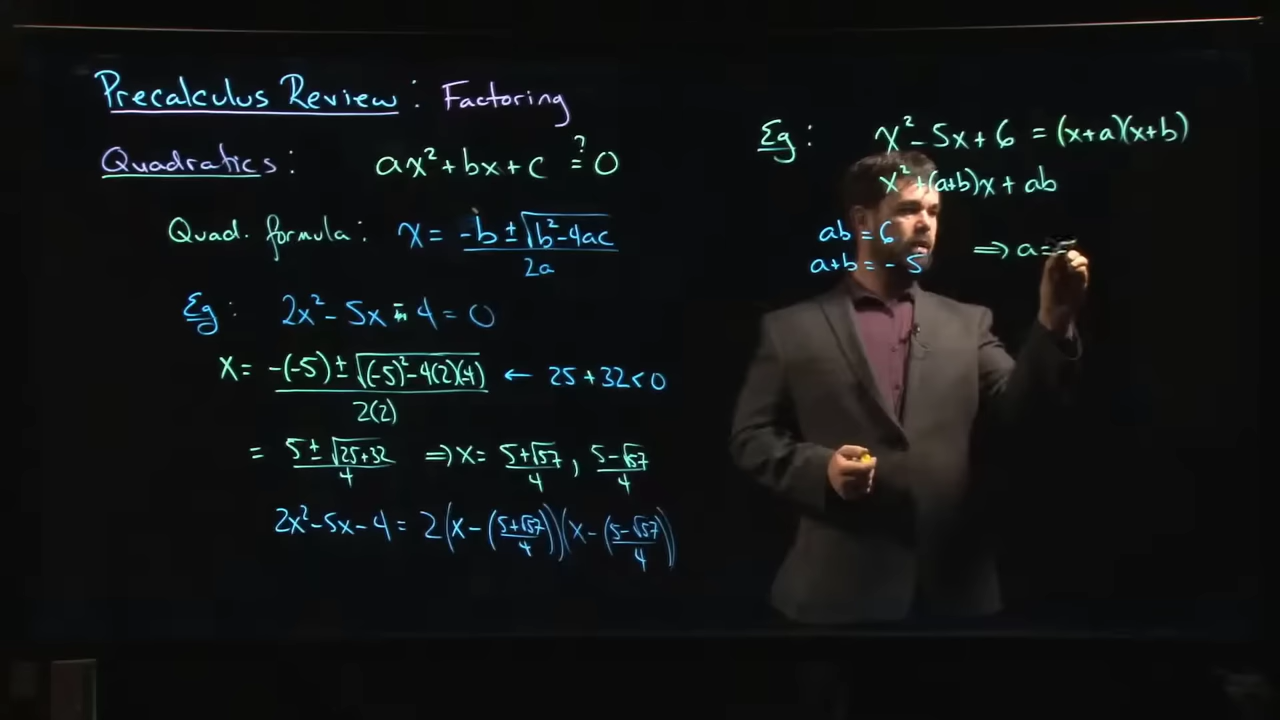 Precalculus Review: Factoring
Quadratics: ax²+bx+c ≟ 0
Quad. formula: x = (-b ± √(b²-4ac))/(2a)
Eg: 2x² - 5x - 4 = 0
x = (-(-5) ± √((-5)²-4(2)(-4)))/(2(2)) ← 25+32<0
= (5 ± √(25+32))/4 ⇒ x = (5+√57)/4, (5-√57)/4
2x²-5x-4 = 2(x-((5+√57)/4))(x-((5-√57)/4))
Eg: x²-5x+6 = (x+a)(x+b)
x²+(a+b)x+ab
ab = 6
a+b = -5
⇒ a=